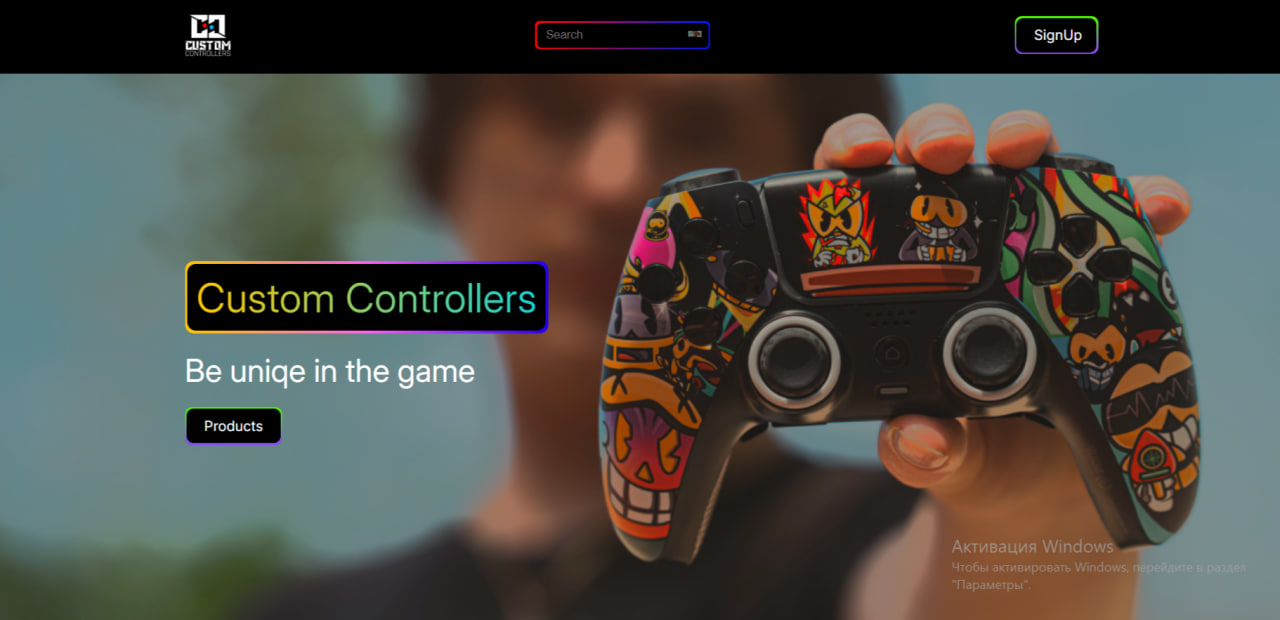 CUSTOM
CONTROLLERS
Search
SignUp
Custom Controllers
Be uniqe in the game
Products
Активация Windows
Чтобы активировать Windows, перейдите в раздел
"Параметры".